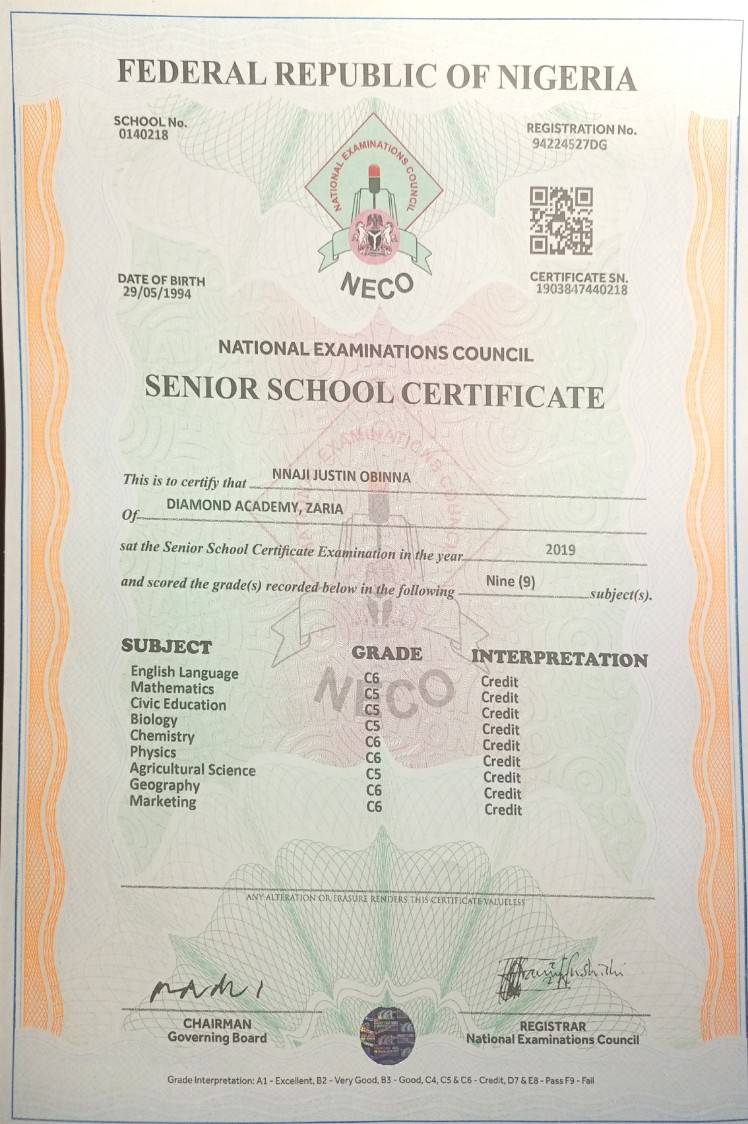 FEDERAL REPUBLIC OF NIGERIA
SCHOOL No.
0140218
REGISTRATION No.
94224527DG
NATIONAL EXAMINATIONS COUNCIL
NECO
DATE OF BIRTH
29/05/1994
CERTIFICATE SN.
1903847440218
NATIONAL EXAMINATIONS COUNCIL
SENIOR SCHOOL CERTIFICATE
This is to certify that NNAJI JUSTIN OBINNA
Of DIAMOND ACADEMY, ZARIA
sat the Senior School Certificate Examination in the year 2019
and scored the grade(s) recorded below in the following Nine (9) subject(s).
SUBJECT GRADE INTERPRETATION
English Language C6 Credit
Mathematics C5 Credit
Civic Education C5 Credit
Biology C5 Credit
Chemistry C6 Credit
Physics C6 Credit
Agricultural Science C5 Credit
Geography C6 Credit
Marketing C6 Credit
NECO
ANY ALTERATION OR ERASURE RENDERS THIS CERTIFICATE VALUELESS
CHAIRMAN
Governing Board
REGISTRAR
National Examinations Council
Grade Interpretation: A1 - Excellent, B2 - Very Good, B3 - Good, C4, C5 & C6 - Credit, D7 & E8 - Pass F9 - Fail